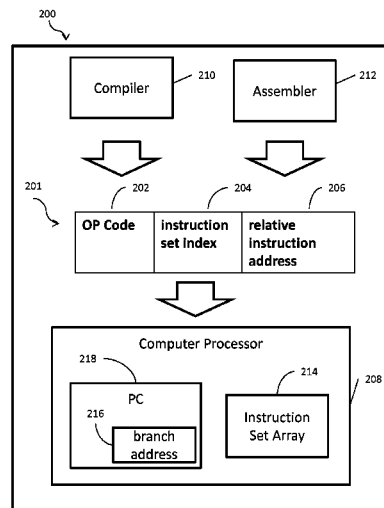 200
Compiler
210
Assembler
212
201
202
204
206
OP Code
instruction
set index
relative
instruction
address
Computer Processor
218
PC
216
branch
address
214
Instruction
Set Array
208